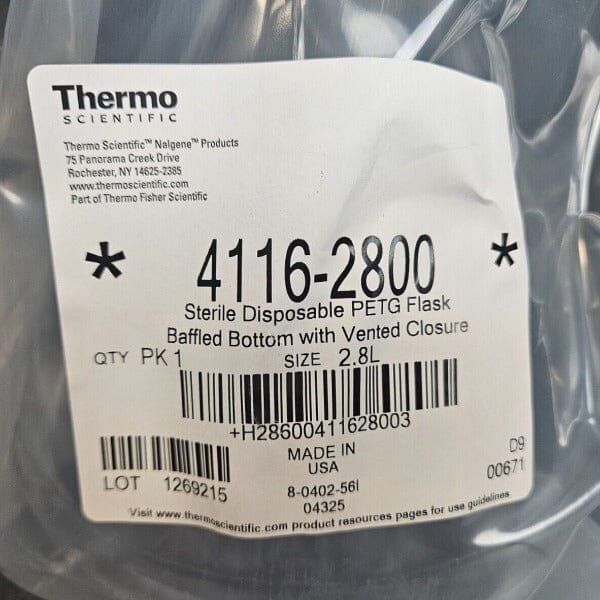 Thermo
SCIENTIFIC
Thermo Scientific™ Nalgene™ Products
75 Panorama Creek Drive
Rochester, NY 14625-2385
www.thermoscientific.com
Part of Thermo Fisher Scientific
* 4116-2800 *
Sterile Disposable PETG Flask
Baffled Bottom with Vented Closure
QTY PK 1 SIZE 2.8L
+H28600411628003
MADE IN
USA
LOT 1269215
8-0402-56I
04325
D9
00671
Visit www.thermoscientific.com product resources pages for use guidelines